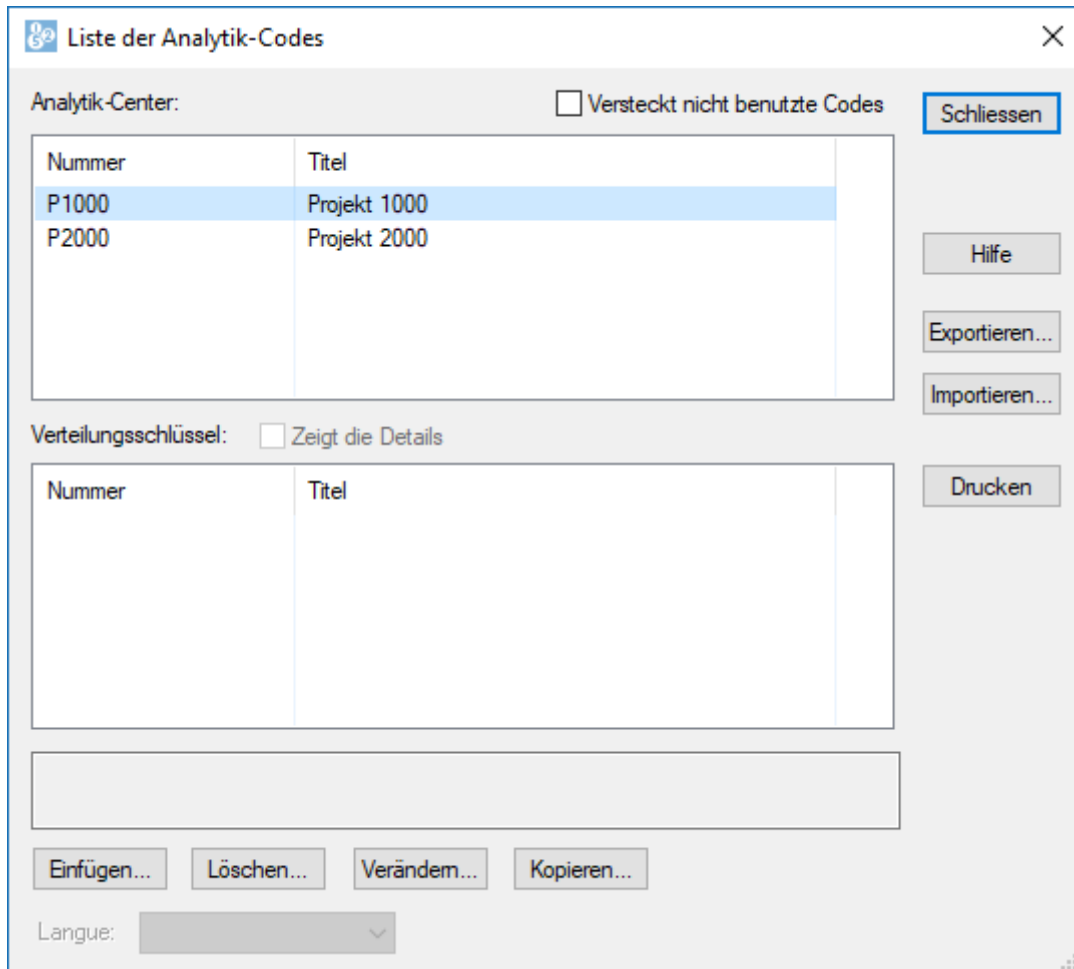 Liste der Analytik-Codes
Analytik-Center:
Versteckt nicht benutzte Codes
Schliessen
Nummer Titel
P1000 Projekt 1000
P2000 Projekt 2000
Hilfe
Exportieren...
Importieren...
Verteilungsschlüssel:
Zeigt die Details
Nummer Titel
Drucken
Einfügen... Löschen... Verändern... Kopieren...
Langue: